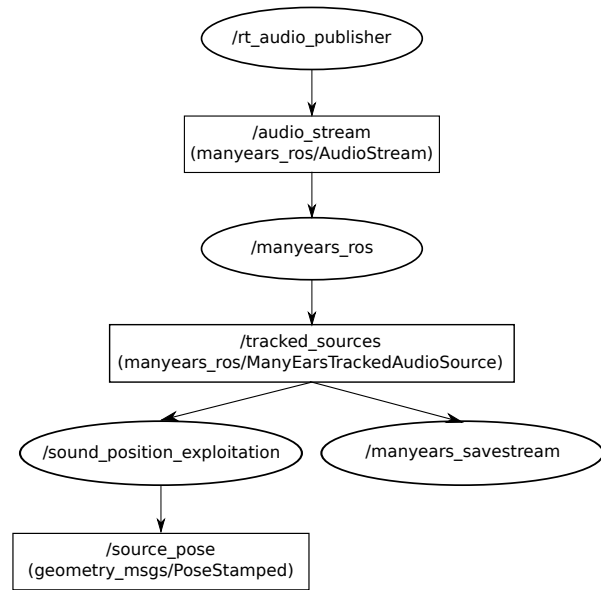 /rt_audio_publisher
/audio_stream
(manyears_ros/AudioStream)
/manyears_ros
/tracked_sources
(manyears_ros/ManyEarsTrackedAudioSource)
/sound_position_exploitation
/manyears_savestream
/source_pose
(geometry_msgs/PoseStamped)